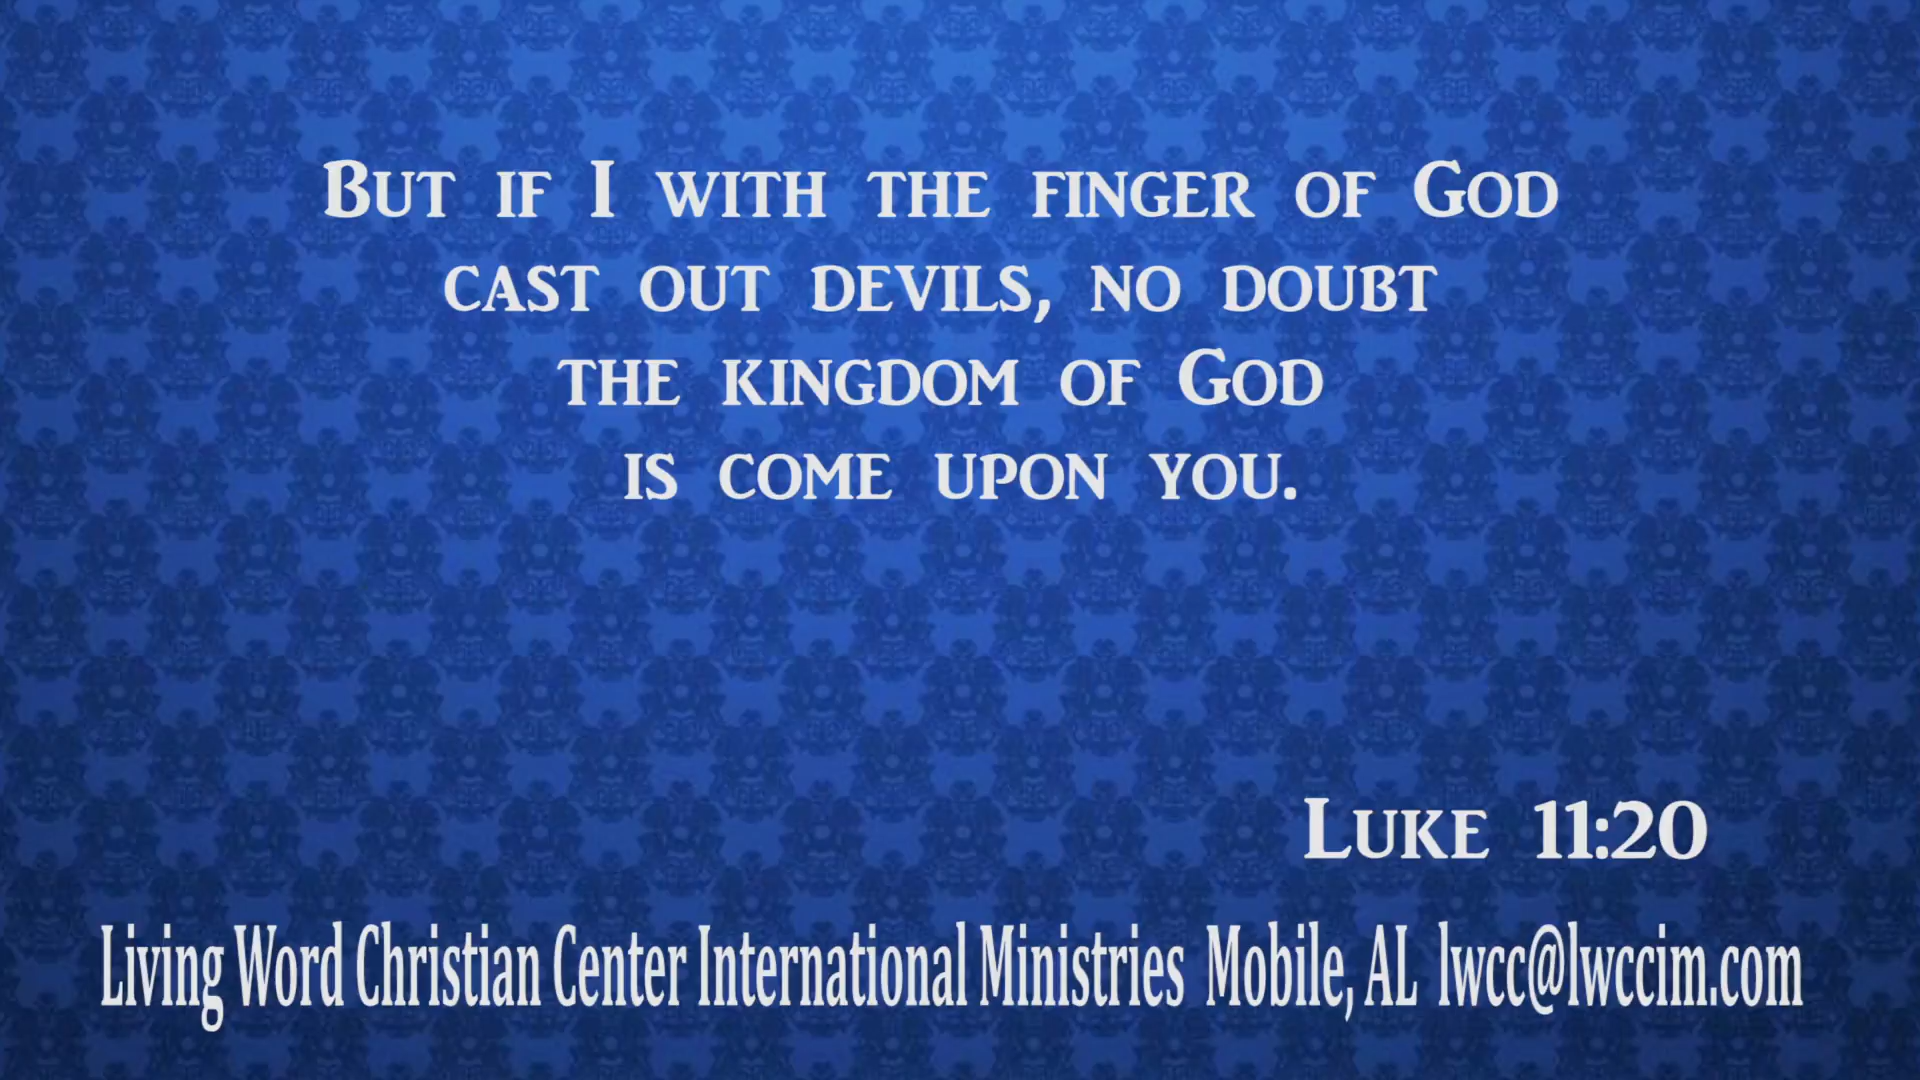 But if I with the finger of God
cast out devils, no doubt
the kingdom of God
is come upon you.
Luke 11:20
Living Word Christian Center International Ministries Mobile, AL lwcc@lwccim.com